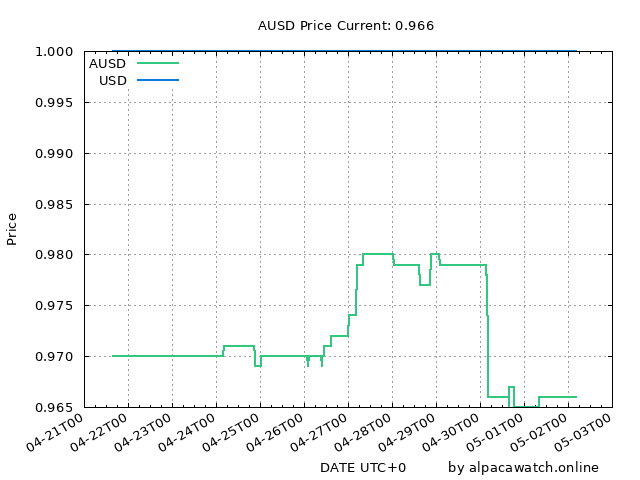 AUSD Price Current: 0.966
1.000
0.995
0.990
0.985
0.980
0.975
0.970
0.965
Price
AUSD
USD
04-21T00
04-22T00
04-23T00
04-24T00
04-25T00
04-26T00
04-27T00
04-28T00
04-29T00
04-30T00
05-01T00
05-02T00
05-03T00
DATE UTC+0
by alpacawatch.online